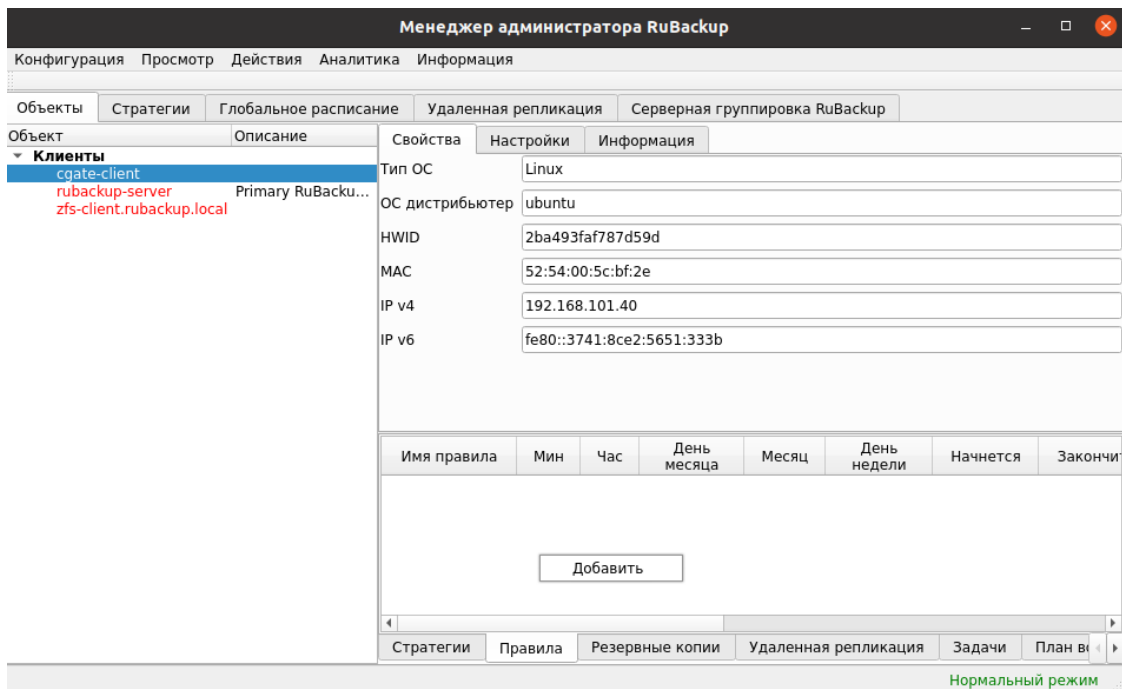 Менеджер администратора RuBackup
Конфигурация Просмотр Действия Аналитика Информация
Объекты Стратегии Глобальное расписание Удаленная репликация Серверная группировка RuBackup
Объект Описание
Клиенты
cgate-client
rubackup-server Primary RuBacku...
zfs-client.rubackup.local
Свойства Настройки Информация
Тип ОС Linux
ОС дистрибьютер ubuntu
HWID 2ba493faf787d59d
MAC 52:54:00:5c:bf:2e
IP v4 192.168.101.40
IP v6 fe80::3741:8ce2:5651:333b
Имя правила Мин Час День месяца Месяц День недели Начнется Закончит
Добавить
Стратегии Правила Резервные копии Удаленная репликация Задачи План во
Нормальный режим